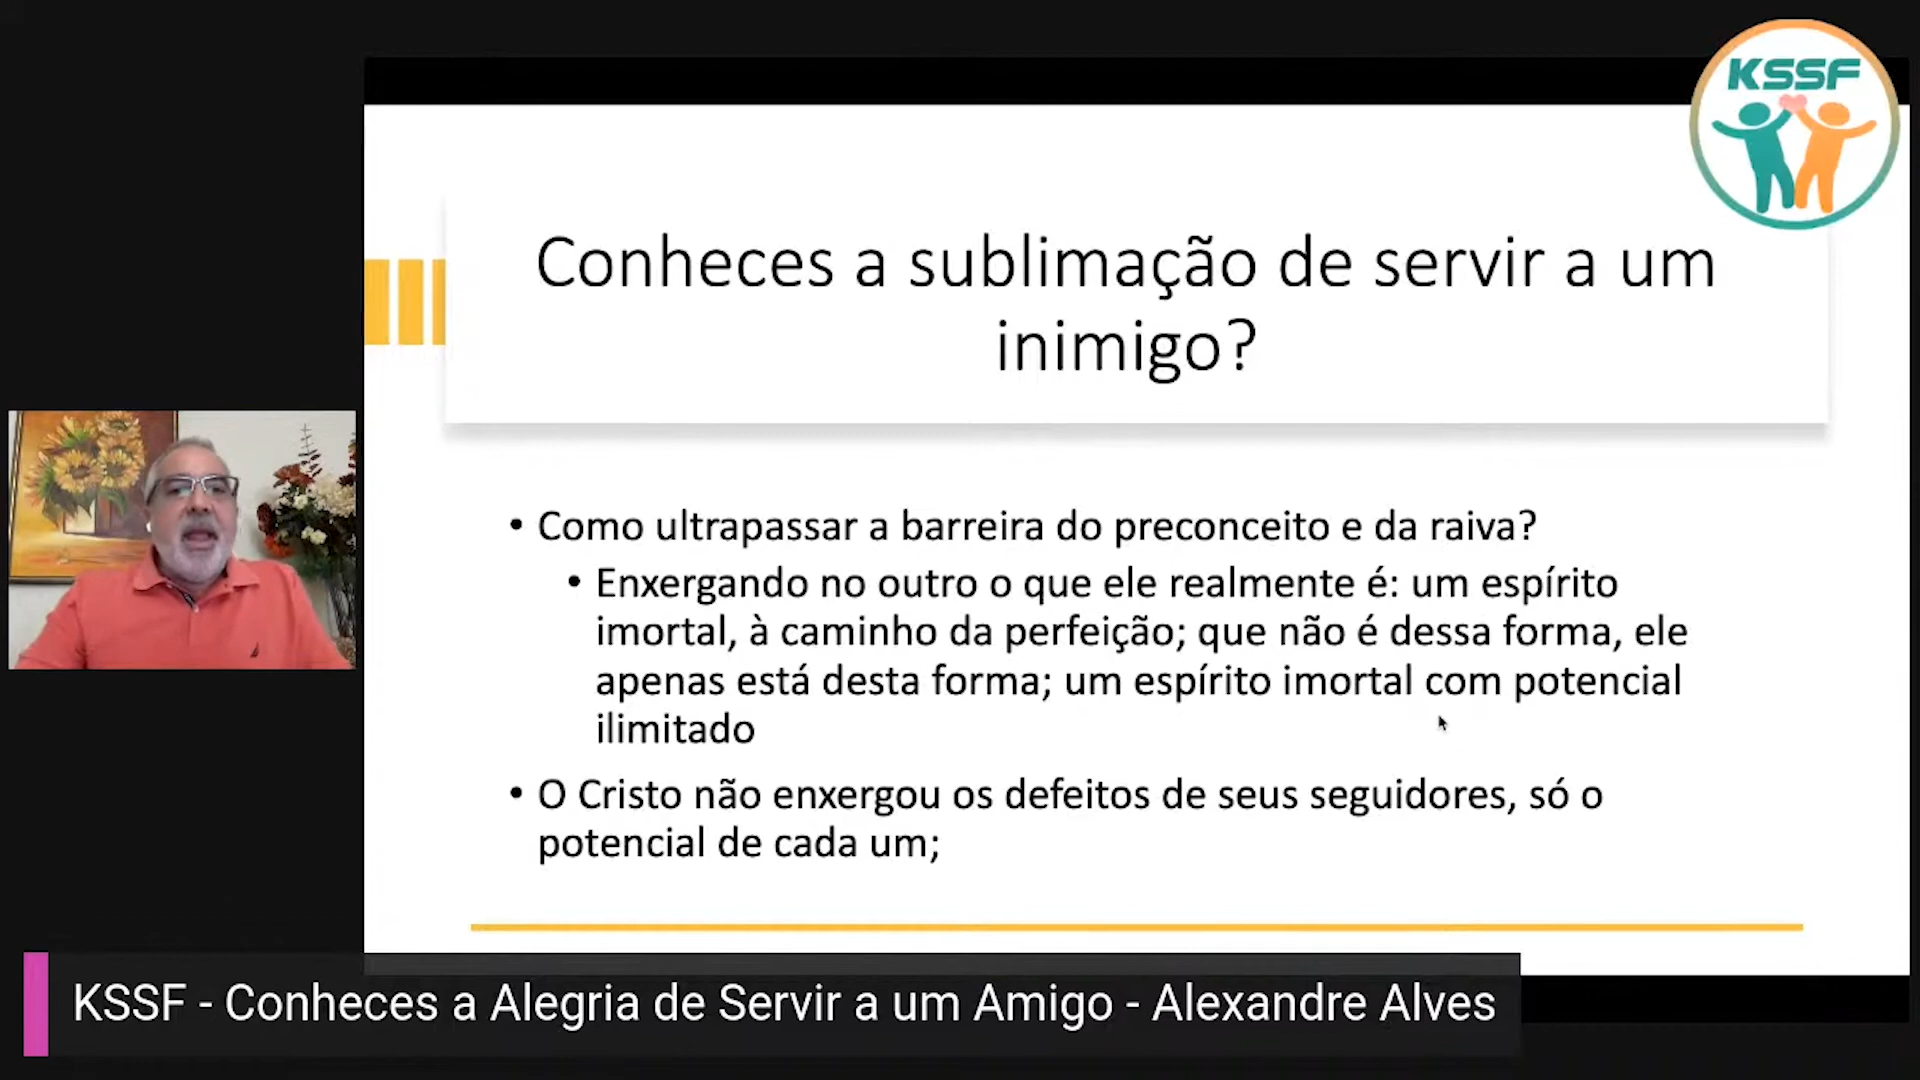 KSSF
Conheces a sublimação de servir a um
inimigo?
• Como ultrapassar a barreira do preconceito e da raiva?
• Enxergando no outro o que ele realmente é: um espírito
imortal, à caminho da perfeição; que não é dessa forma, ele
apenas está desta forma; um espírito imortal com potencial
ilimitado
• O Cristo não enxergou os defeitos de seus seguidores, só o
potencial de cada um;
KSSF - Conheces a Alegria de Servir a um Amigo - Alexandre Alves